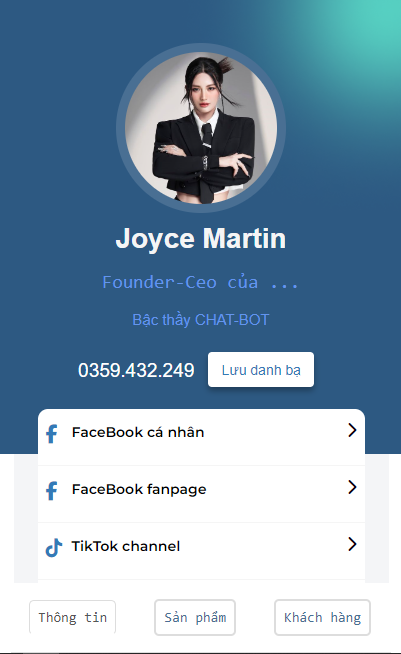 Joyce Martin
Founder-Ceo của ...
Bậc thầy CHAT-BOT
0359.432.249 Lưu danh bạ
FaceBook cá nhân
FaceBook fanpage
TikTok channel
Thông tin Sản phẩm Khách hàng